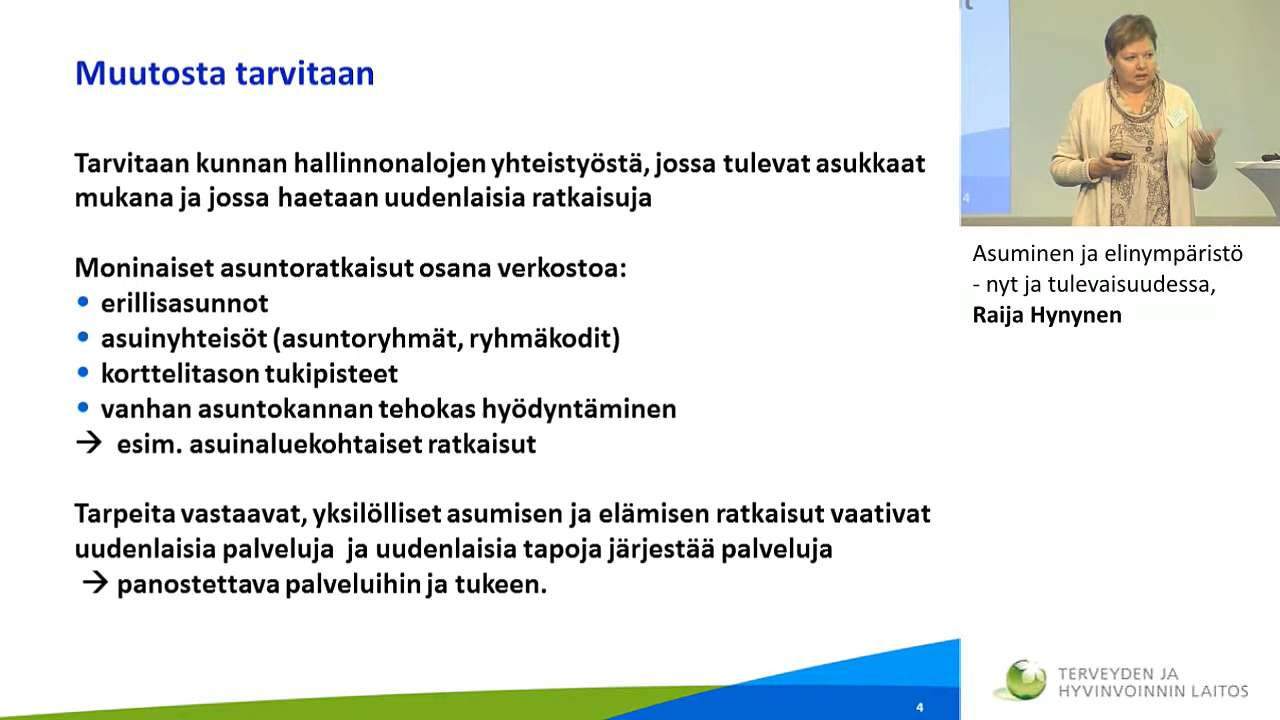 Muutosta tarvitaan
Tarvitaan kunnan hallinnonalojen yhteistyöstä, jossa tulevat asukkaat
mukana ja jossa haetaan uudenlaisia ratkaisuja
Moninaiset asuntoratkaisut osana verkostoa:
• erillisasunnot
• asuinyhteisöt (asuntoryhmät, ryhmäkodit)
• korttelitason tukipisteet
• vanhan asuntokannan tehokas hyödyntäminen
→ esim. asuinaluekohtaiset ratkaisut
Tarpeita vastaavat, yksilölliset asumisen ja elämisen ratkaisut vaativat
uudenlaisia palveluja ja uudenlaisia tapoja järjestää palveluja
→ panostettava palveluihin ja tukeen.
4
4
Asuminen ja elinympäristö
- nyt ja tulevaisuudessa,
Raija Hynynen
TERVEYDEN JA
HYVINVOINNIN LAITOS